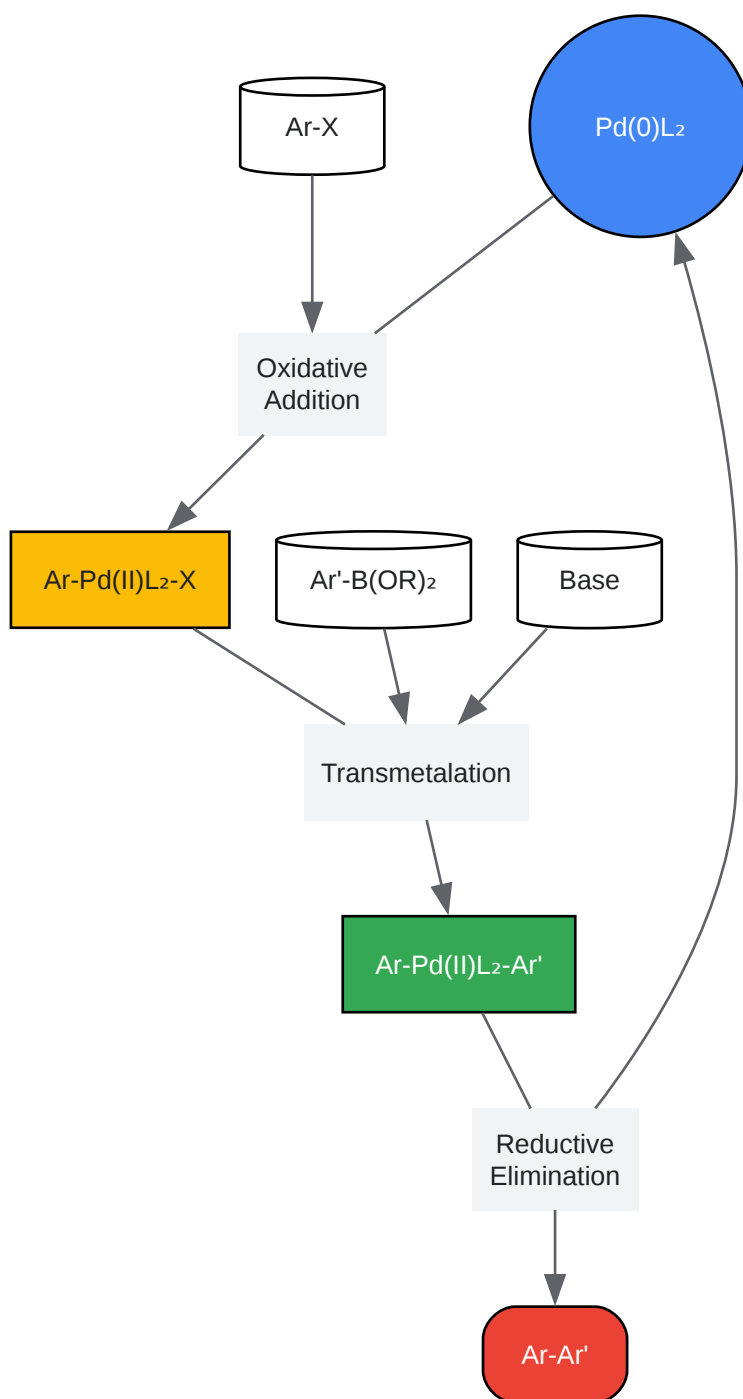 Ar-X
Pd(0)L₂
Oxidative
Addition
Ar-Pd(II)L₂-X
Ar'-B(OR)₂
Base
Transmetalation
Ar-Pd(II)L₂-Ar'
Reductive
Elimination
Ar-Ar'